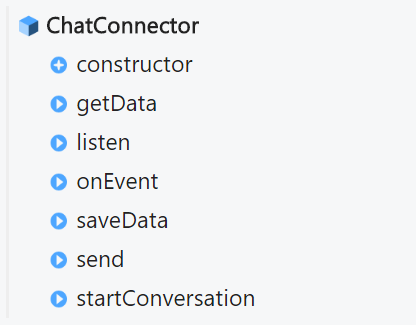 ChatConnector
constructor
getData
listen
onEvent
saveData
send
startConversation